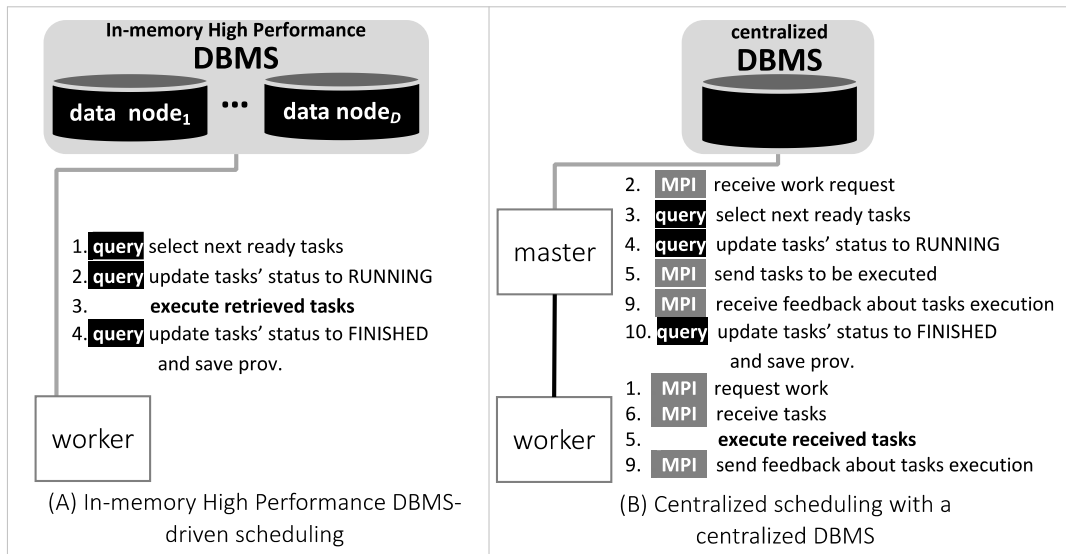 In-memory High Performance
DBMS
data node1
...
data nodeD
1. query select next ready tasks
2. query update tasks' status to RUNNING
3. execute retrieved tasks
4. query update tasks' status to FINISHED
and save prov.
worker
(A) In-memory High Performance DBMS-
driven scheduling
centralized
DBMS
2. MPI receive work request
3. query select next ready tasks
4. query update tasks' status to RUNNING
5. MPI send tasks to be executed
9. MPI receive feedback about tasks execution
10. query update tasks' status to FINISHED
and save prov.
master
1. MPI request work
6. MPI receive tasks
5. execute received tasks
9. MPI send feedback about tasks execution
worker
(B) Centralized scheduling with a
centralized DBMS